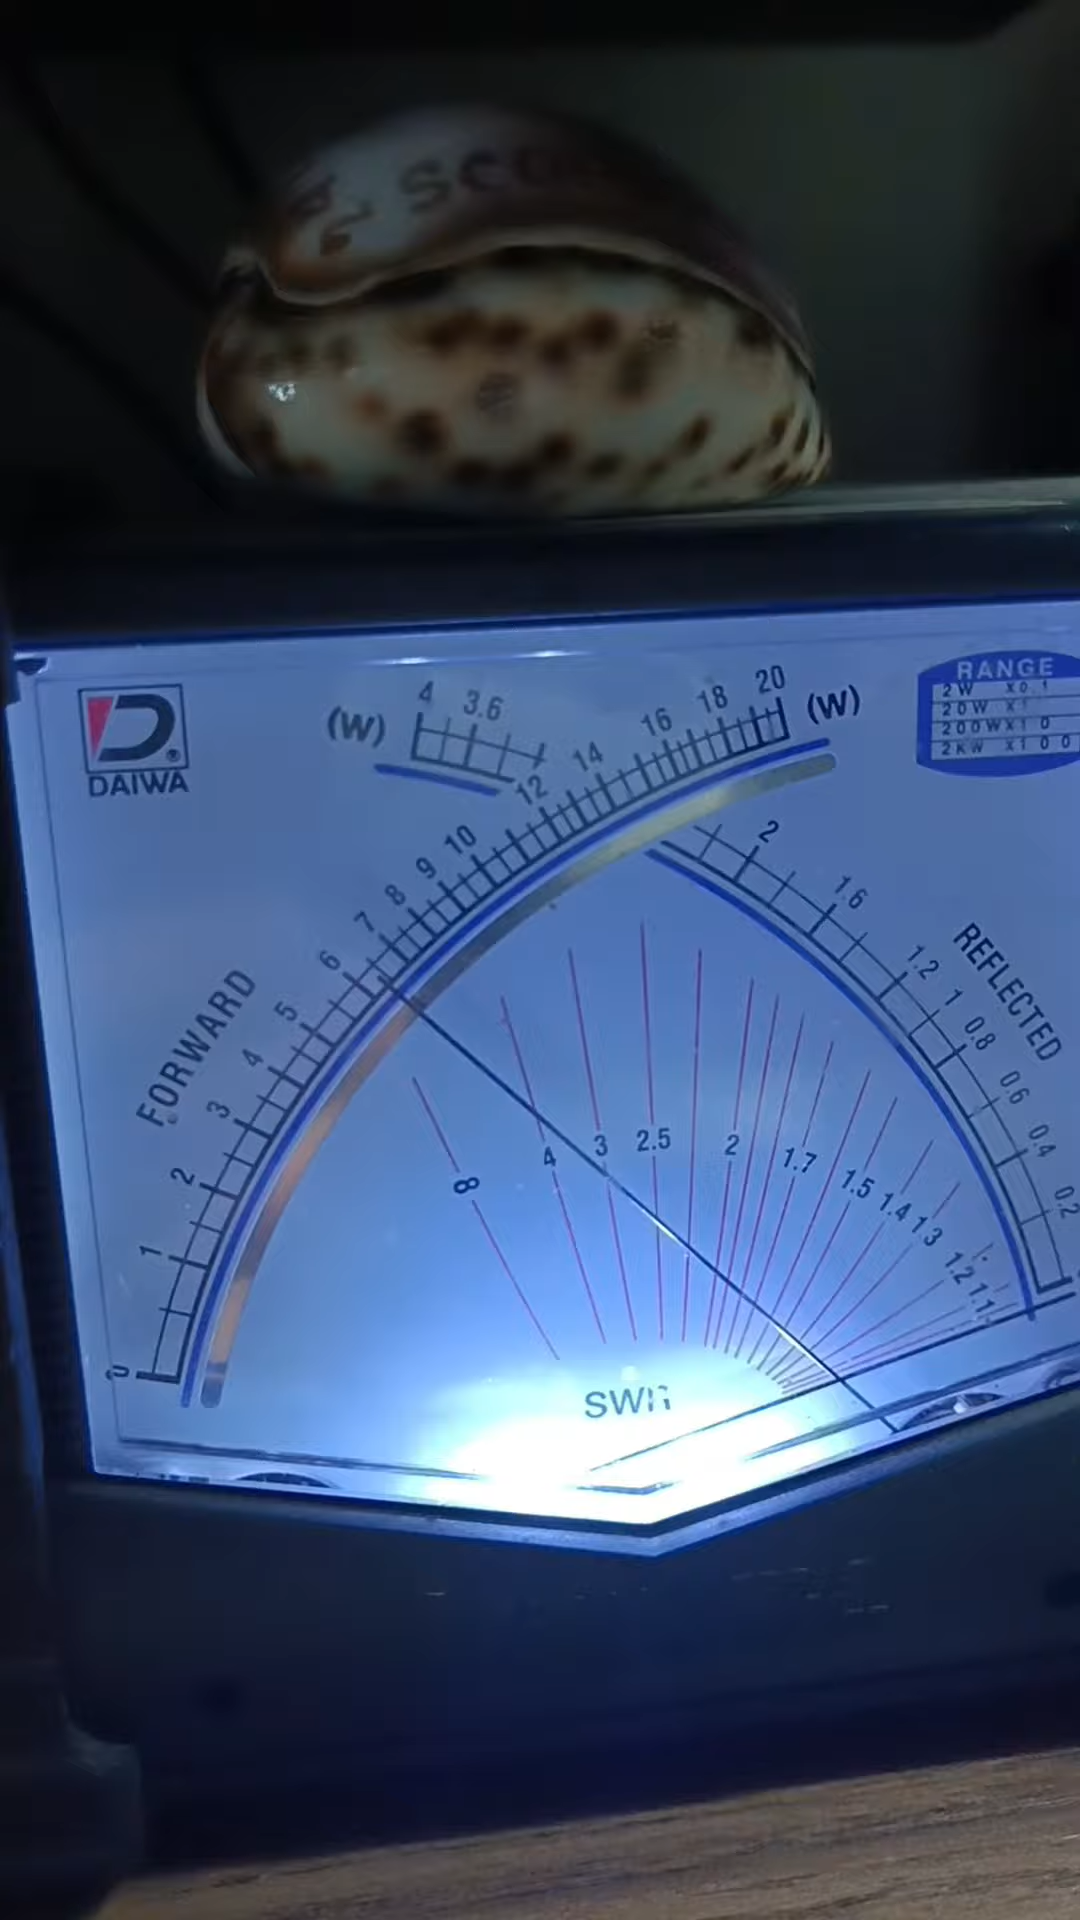 DAIWA
(W)
4 3.6
(W)
FORWARD
0 1 2 3 4 5 6 7 8 9 10 12 14 16 18 20
RANGE
2W X0.1
20W X1
200W X10
2KW X100
REFLECTED
2 1.6 1.2 1 0.8 0.6 0.4 0.2
4 3 2.5 2 1.7 1.5 1.4 1.3 1.2 1.1
SWR